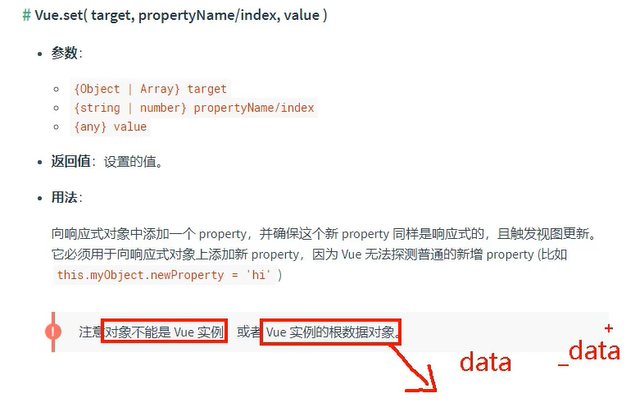 # Vue.set( target, propertyName/index, value )
参数：
{Object | Array} target
{string | number} propertyName/index
{any} value
返回值：设置的值。
用法：
向响应式对象中添加一个 property，并确保这个新 property 同样是响应式的，且触发视图更新。
它必须用于向响应式对象上添加新 property，因为 Vue 无法探测普通的新增 property (比如
this.myObject.newProperty = 'hi' )
! 注意对象不能是 Vue 实例，或者 Vue 实例的根数据对象。
data + _data